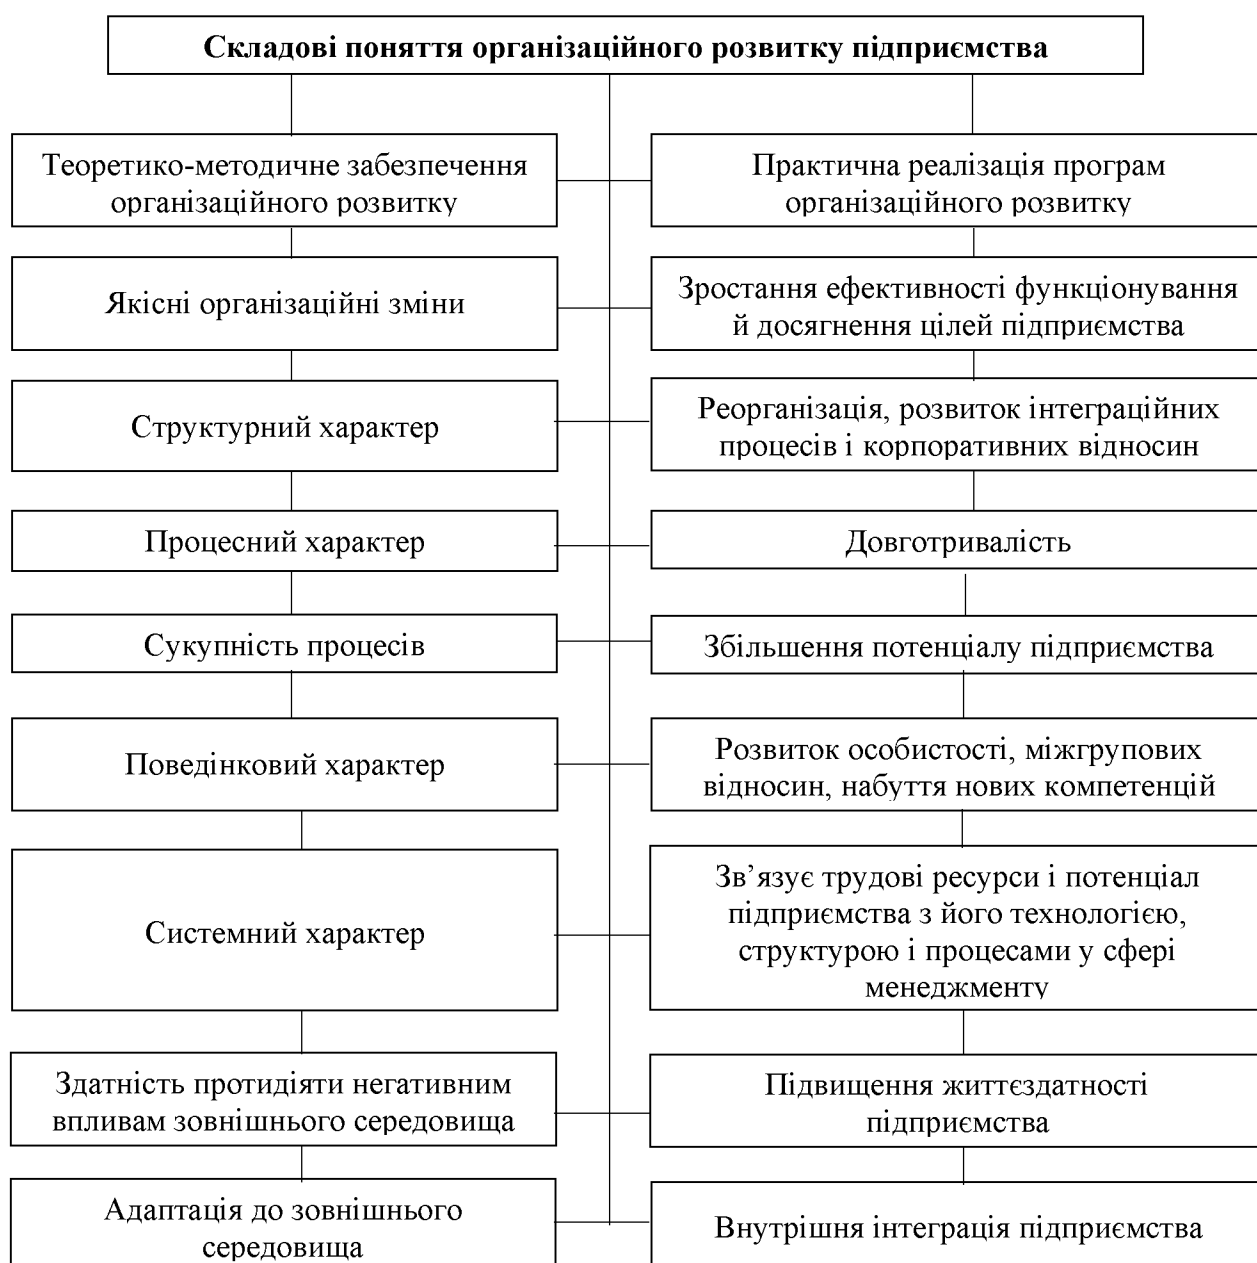 Складові поняття організаційного розвитку підприємства
Теоретико-методичне забезпечення
організаційного розвитку
Практична реалізація програм
організаційного розвитку
Якісні організаційні зміни
Зростання ефективності функціонування
й досягнення цілей підприємства
Структурний характер
Реорганізація, розвиток інтеграційних
процесів і корпоративних відносин
Процесний характер
Довготривалість
Сукупність процесів
Збільшення потенціалу підприємства
Поведінковий характер
Розвиток особистості, міжгрупових
відносин, набуття нових компетенцій
Системний характер
Зв’язує трудові ресурси і потенціал
підприємства з його технологією,
структурою і процесами у сфері
менеджменту
Здатність протидіяти негативним
впливам зовнішнього середовища
Підвищення життєздатності
підприємства
Адаптація до зовнішнього
середовища
Внутрішня інтеграція підприємства